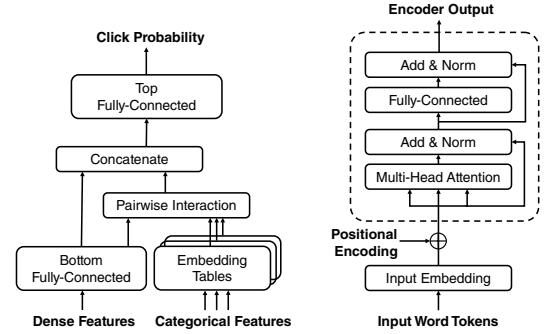 Click Probability
Top
Fully-Connected
Concatenate
Pairwise Interaction
Bottom
Fully-Connected
Embedding
Tables
Dense Features
Categorical Features
Encoder Output
Add & Norm
Fully-Connected
Add & Norm
Multi-Head Attention
Positional
Encoding
Input Embedding
Input Word Tokens